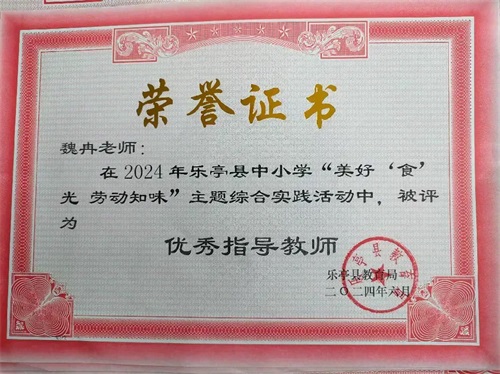 荣誉证书
魏冉老师：
在2024年乐亭县中小学“美好‘食’
光 劳动知味”主题综合实践活动中，被评
为
优秀指导教师
乐亭县教育局
二〇二四年六月